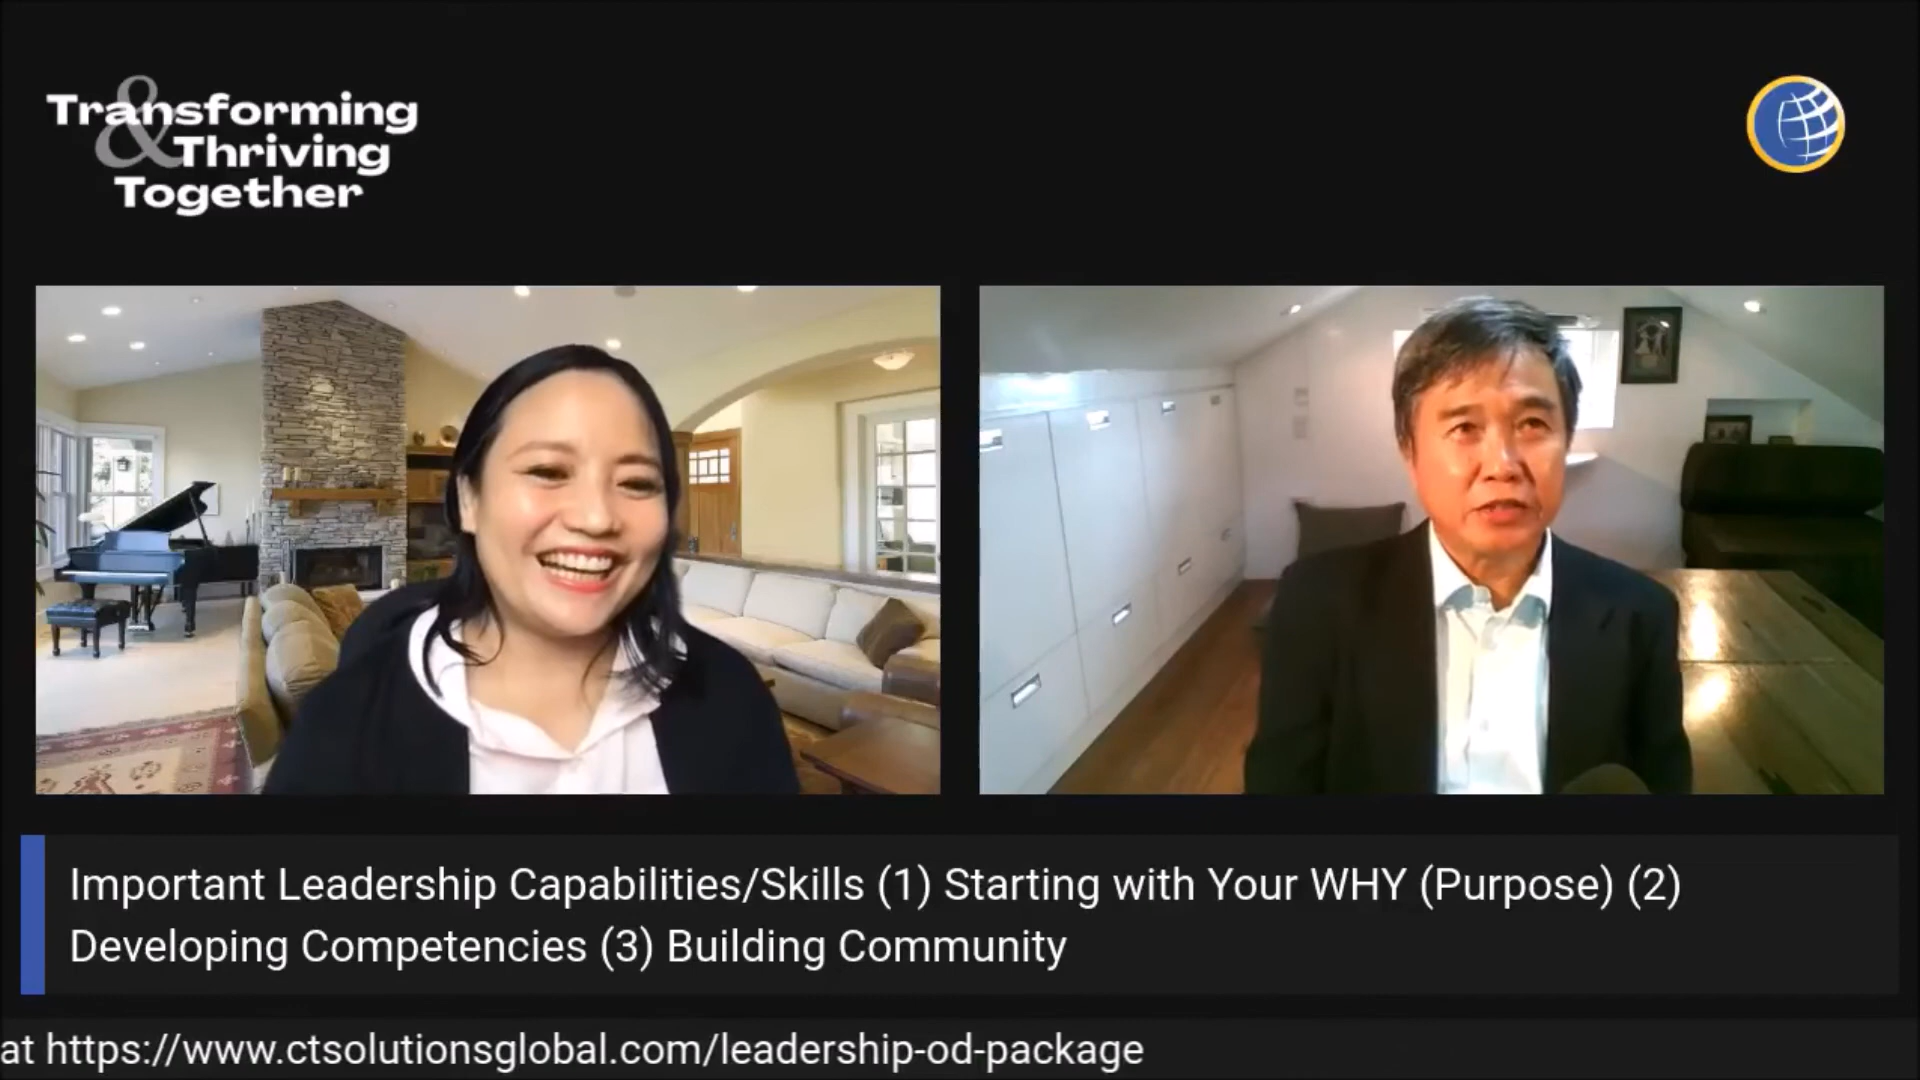 Transforming
& Thriving
Together
Important Leadership Capabilities/Skills (1) Starting with Your WHY (Purpose) (2)
Developing Competencies (3) Building Community
at https://www.ctsolutionsglobal.com/leadership-od-package